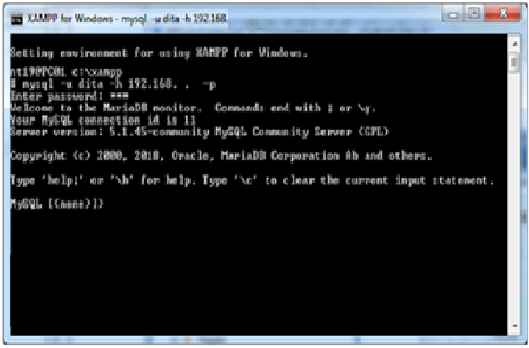 XAMPP for Windows - mysql -u dita -h 192.168.
Setting environment for using XAMPP for Windows.
nti9@PC01 c:\xampp
# mysql -u dita -h 192.168. . -p
Enter password: ***
Welcome to the MariaDB monitor.  Commands end with ; or \g.
Your MySQL connection id is 11
Server version: 5.1.45-community MySQL Community Server (GPL)
Copyright (c) 2000, 2018, Oracle, MariaDB Corporation Ab and others.
Type 'help;' or '\h' for help. Type '\c' to clear the current input statement.
MySQL [(none)]>